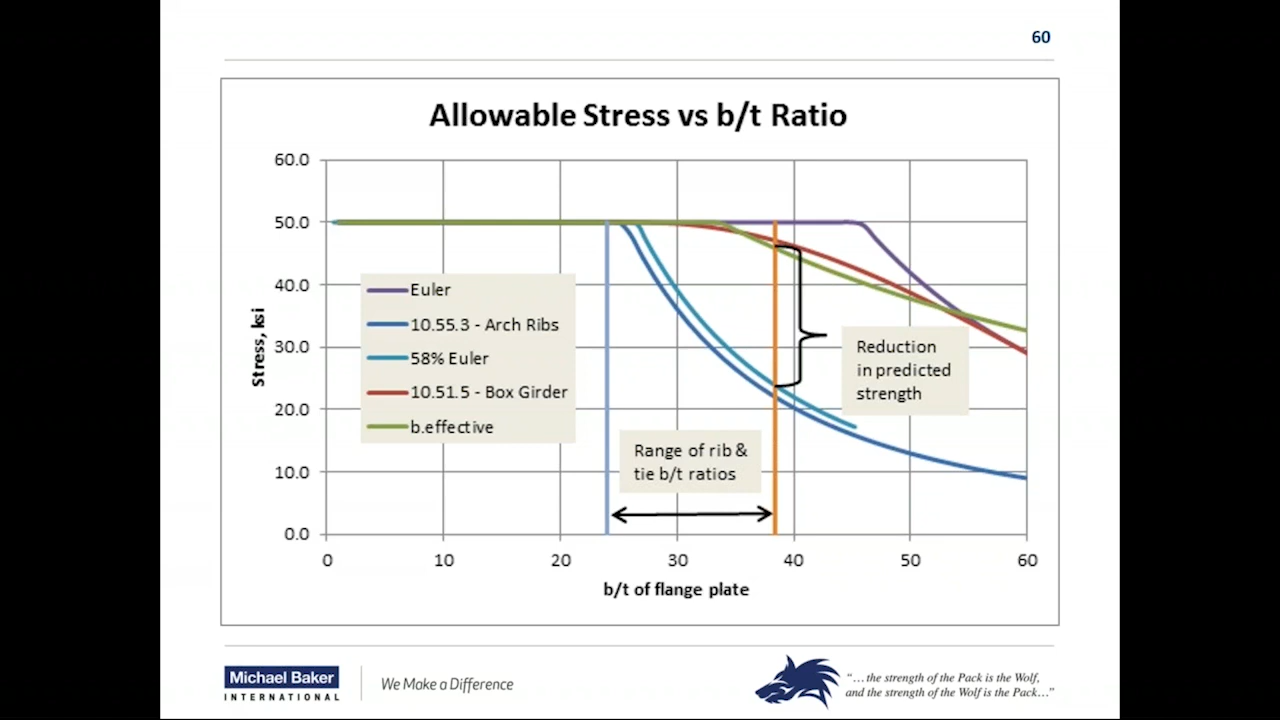 60
Allowable Stress vs b/t Ratio
60.0
50.0
40.0
30.0
20.0
10.0
0.0
Stress, ksi
Euler
10.55.3 - Arch Ribs
58% Euler
10.51.5 - Box Girder
b.effective
Reduction
in predicted
strength
Range of rib &
tie b/t ratios
0 10 20 30 40 50 60
b/t of flange plate
Michael Baker
INTERNATIONAL
We Make a Difference
“…the strength of the Pack is the Wolf,
and the strength of the Wolf is the Pack…”